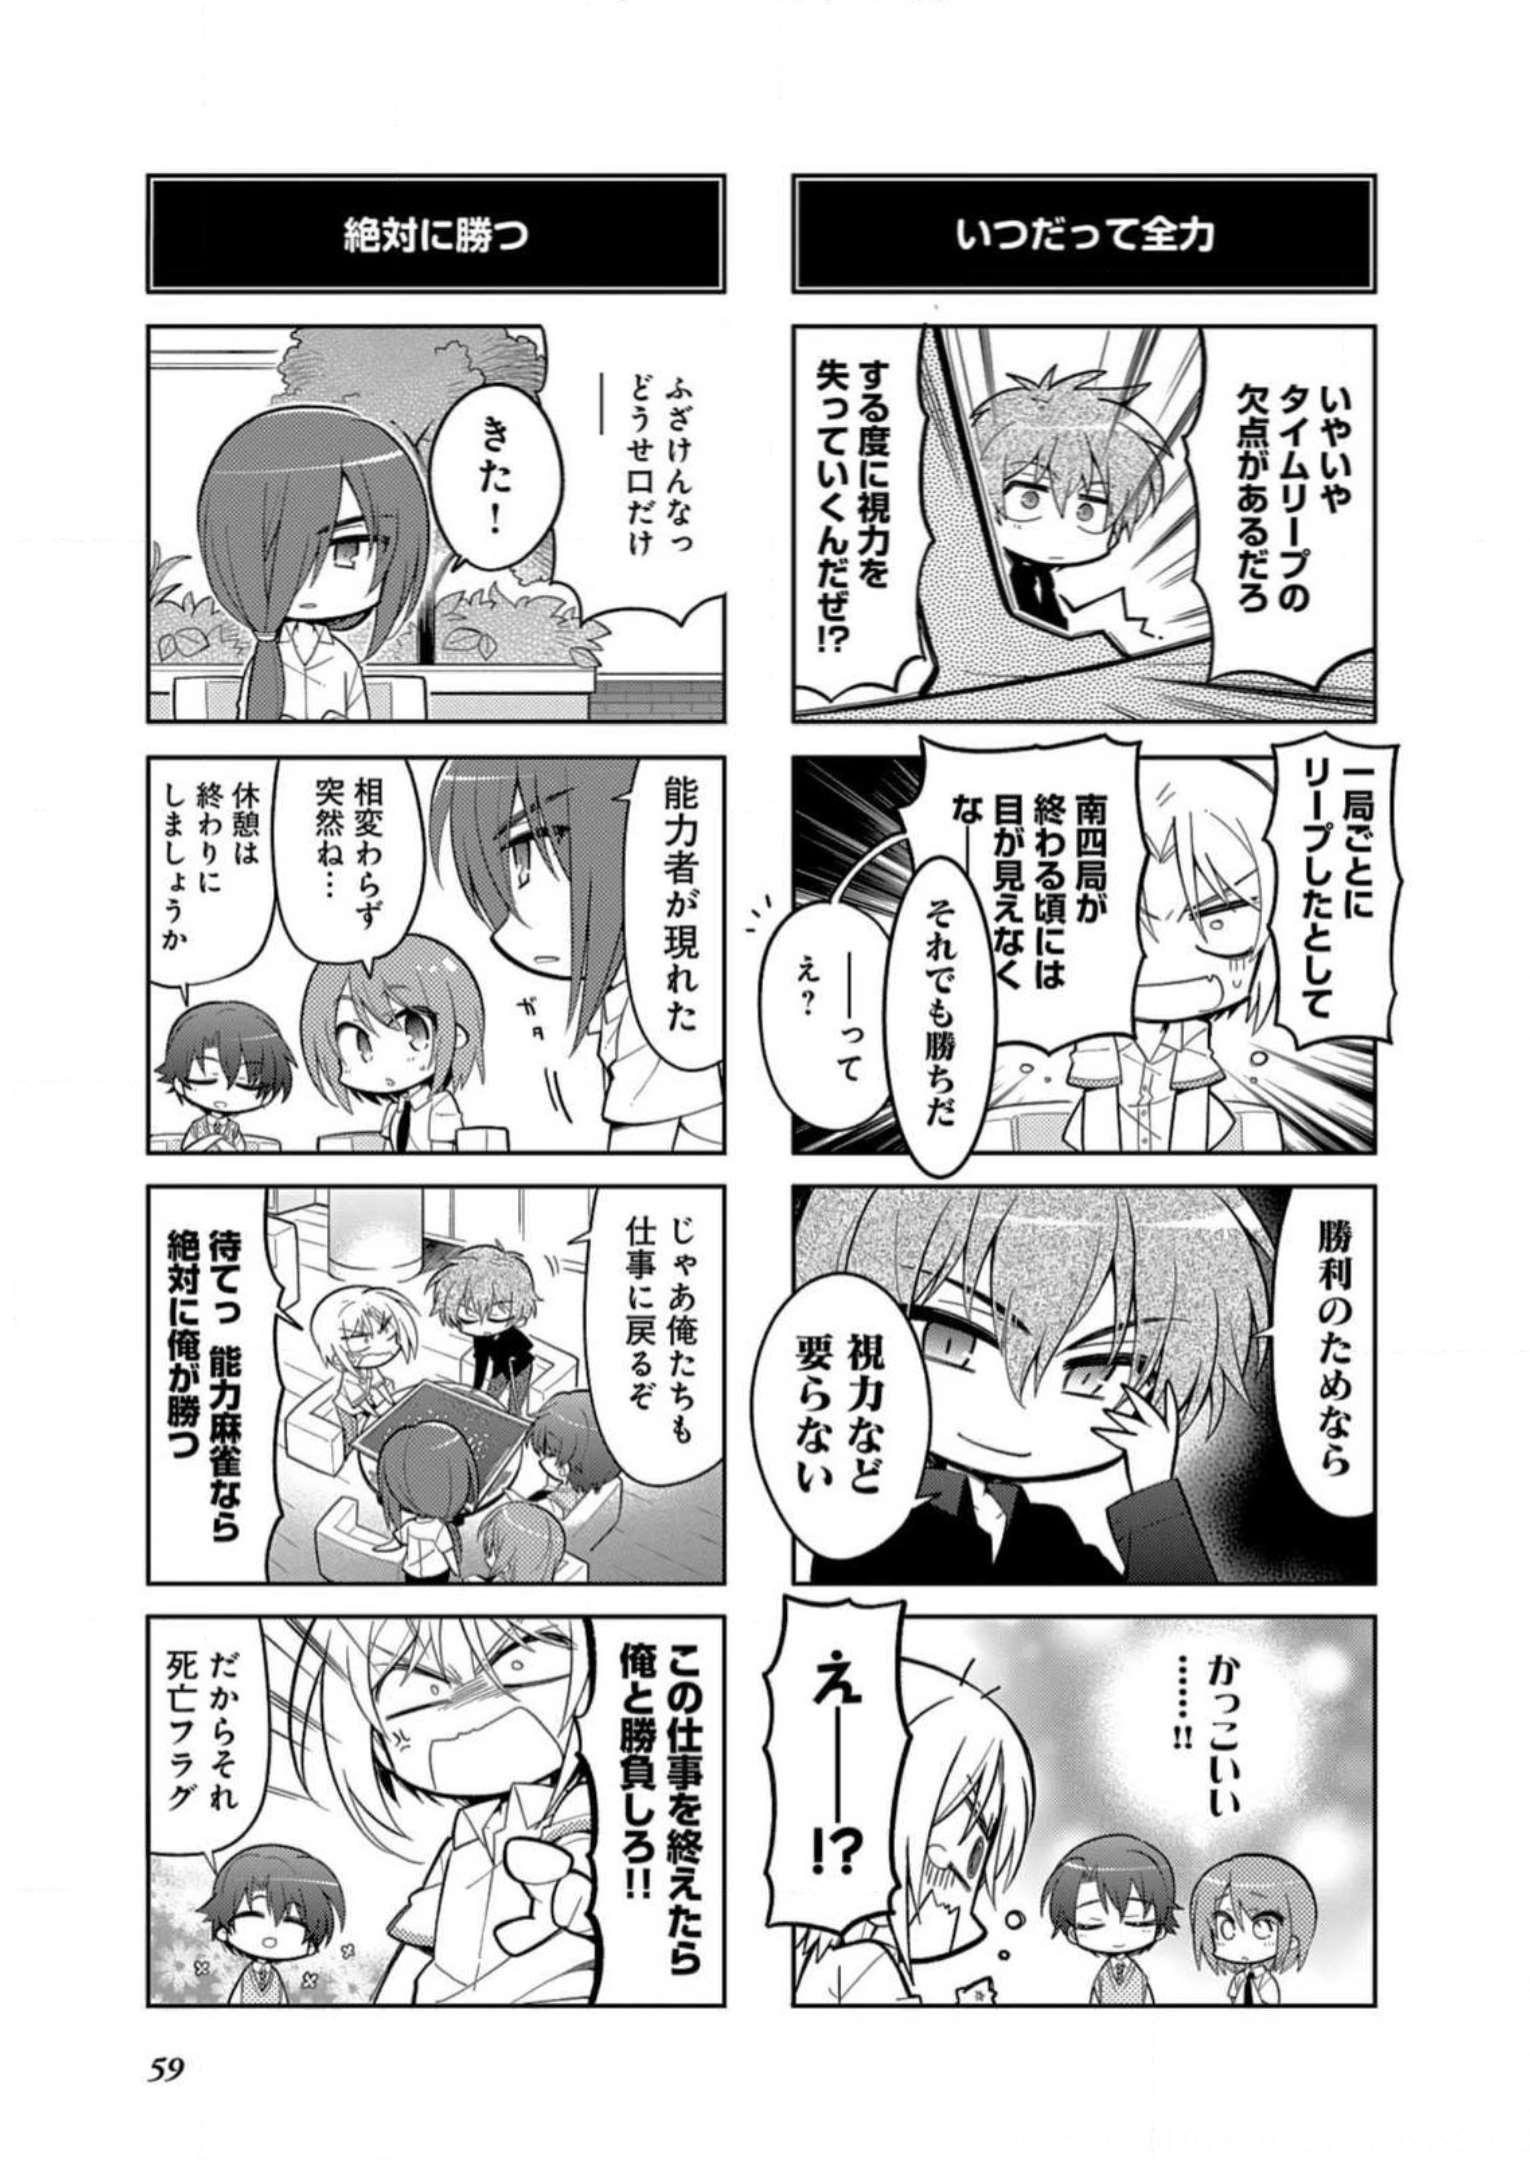 いつだって全力
いやいや
タイムリープの
欠点があるだろ
する度に視力を
失っていくんだぜ!?
一局ごとに
リープしたとして
南四局が
終わる頃には
目が見えなく
な――
それでも勝ちだ
――って
え?
勝利のためなら
視力など
要らない
かっこいい
……!!
え――――!?
絶対に勝つ
ふざけんなっ
どうせ口だけ
――
きた!
能力者が現れた
ガタ
相変わらず
突然ね…
休憩は
終わりに
しましょうか
じゃあ俺たちも
仕事に戻るぞ
待てっ 能力麻雀なら
絶対に俺が勝つ
この仕事を終えたら
俺と勝負しろ!!
だからそれ
死亡フラグ
59